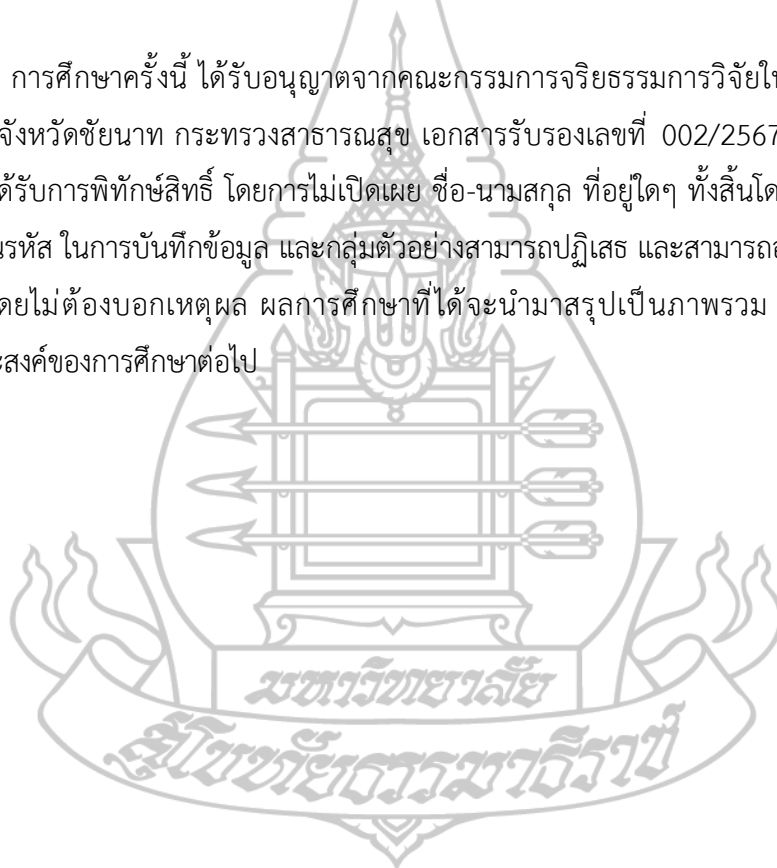 การศึกษาครั้งนี้ ได้รับอนุญาตจากคณะกรรมการจริยธรรมการวิจัยใน
จังหวัดชัยนาท กระทรวงสาธารณสุข เอกสารรับรองเลขที่ 002/2567
ด้รับการพิทักษ์สิทธิ์ โดยการไม่เปิดเผย ชื่อ-นามสกุล ที่อยู่ใดๆ ทั้งสิ้นโด
นรหัส ในการบันทึกข้อมูล และกลุ่มตัวอย่างสามารถปฏิเสธ และสามารถ
ดยไม่ต้องบอกเหตุผล ผลการศึกษาที่ได้จะนำมาสรุปเป็นภาพรวม
ะสงค์ของการศึกษาต่อไป
มหาวิทยาลัย
สุโขทัยธรรมาธิราช